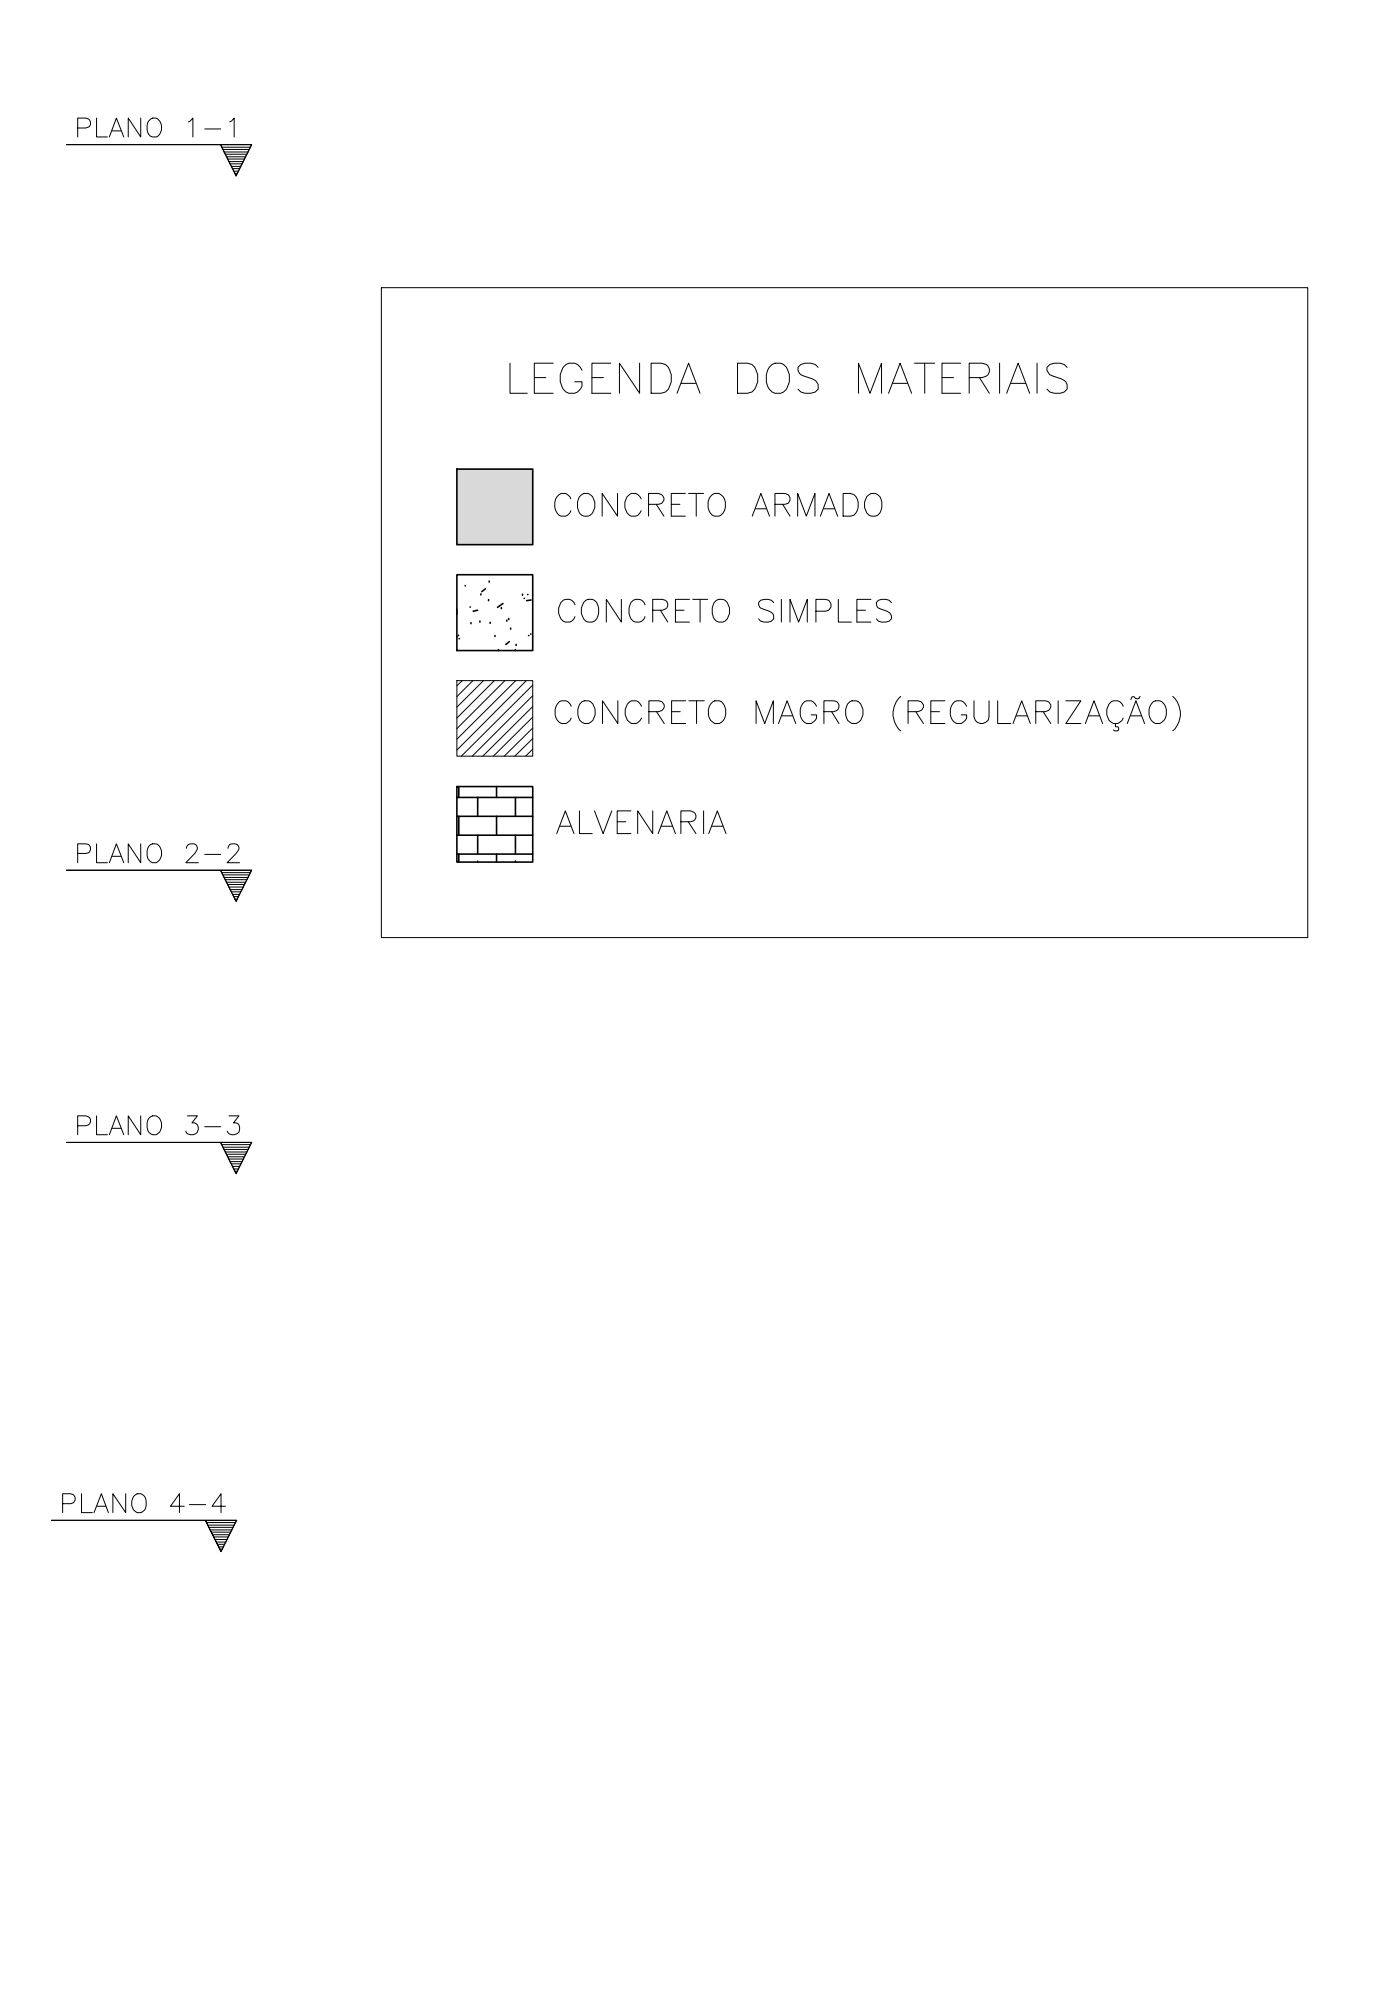 PLANO 1-1
LEGENDA DOS MATERIAIS
CONCRETO ARMADO
CONCRETO SIMPLES
CONCRETO MAGRO (REGULARIZAÇÃO)
ALVENARIA
PLANO 2-2
PLANO 3-3
PLANO 4-4